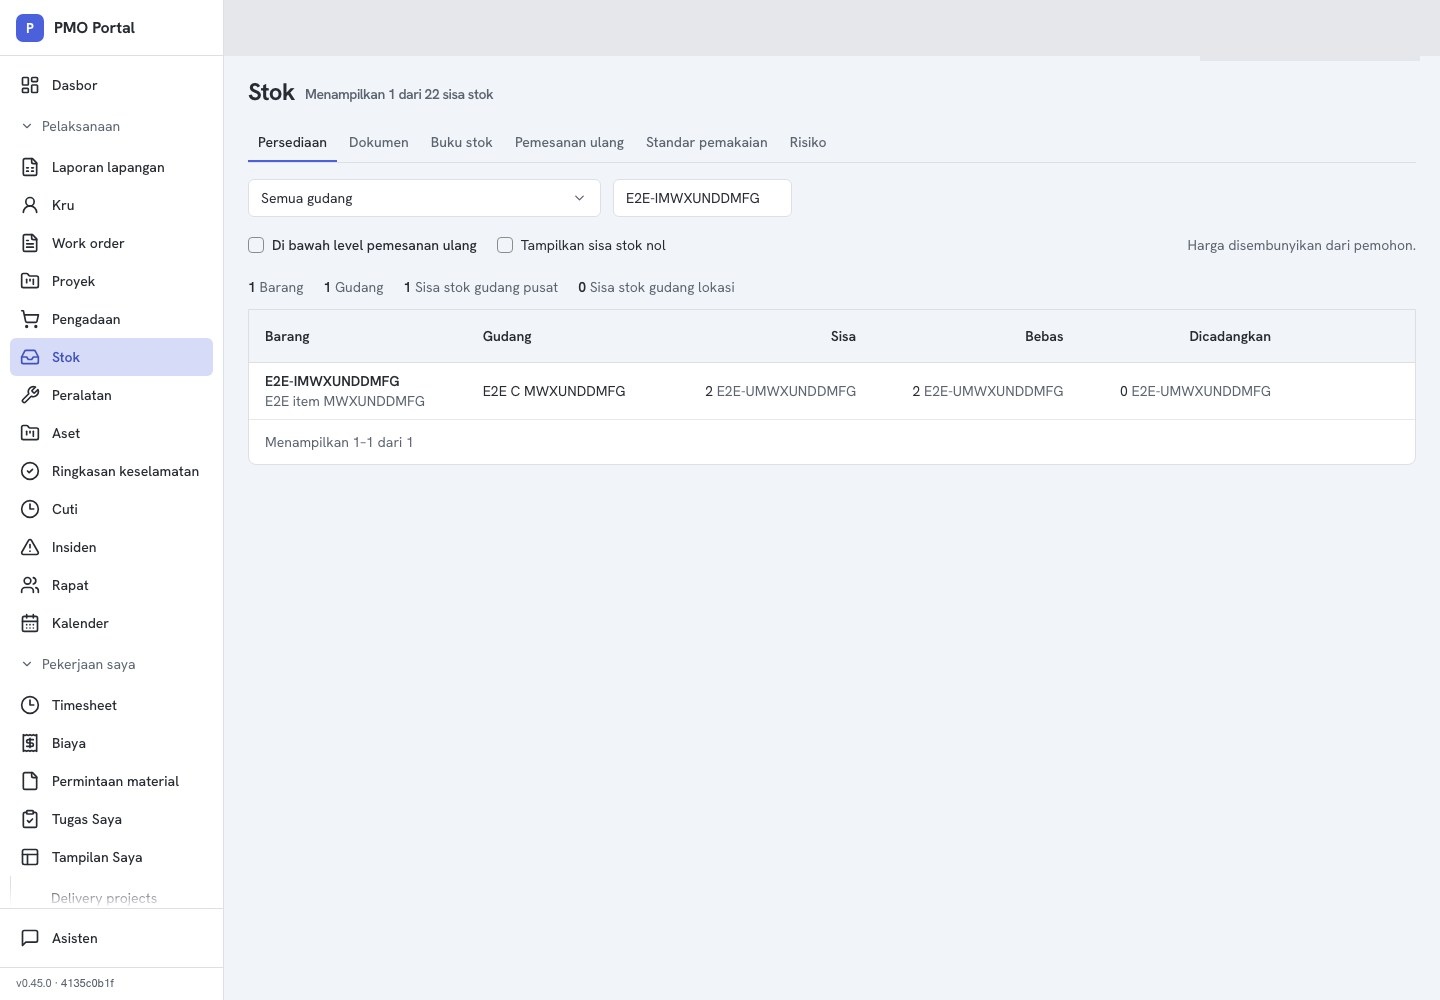 P PMO Portal
Dasbor
Pelaksanaan
Laporan lapangan
Kru
Work order
Proyek
Pengadaan
Stok
Peralatan
Aset
Ringkasan keselamatan
Cuti
Insiden
Rapat
Kalender
Pekerjaan saya
Timesheet
Biaya
Permintaan material
Tugas Saya
Tampilan Saya
Delivery projects
Asisten
v0.45.0 · 4135c0b1f
Stok Menampilkan 1 dari 22 sisa stok
Persediaan Dokumen Buku stok Pemesanan ulang Standar pemakaian Risiko
Semua gudang E2E-IMWXUNDDMFG
Di bawah level pemesanan ulang Tampilkan sisa stok nol Harga disembunyikan dari pemohon.
1 Barang 1 Gudang 1 Sisa stok gudang pusat 0 Sisa stok gudang lokasi
Barang Gudang Sisa Bebas Dicadangkan
E2E-IMWXUNDDMFG
E2E item MWXUNDDMFG
E2E C MWXUNDDMFG 2 E2E-UMWXUNDDMFG 2 E2E-UMWXUNDDMFG 0 E2E-UMWXUNDDMFG
Menampilkan 1–1 dari 1